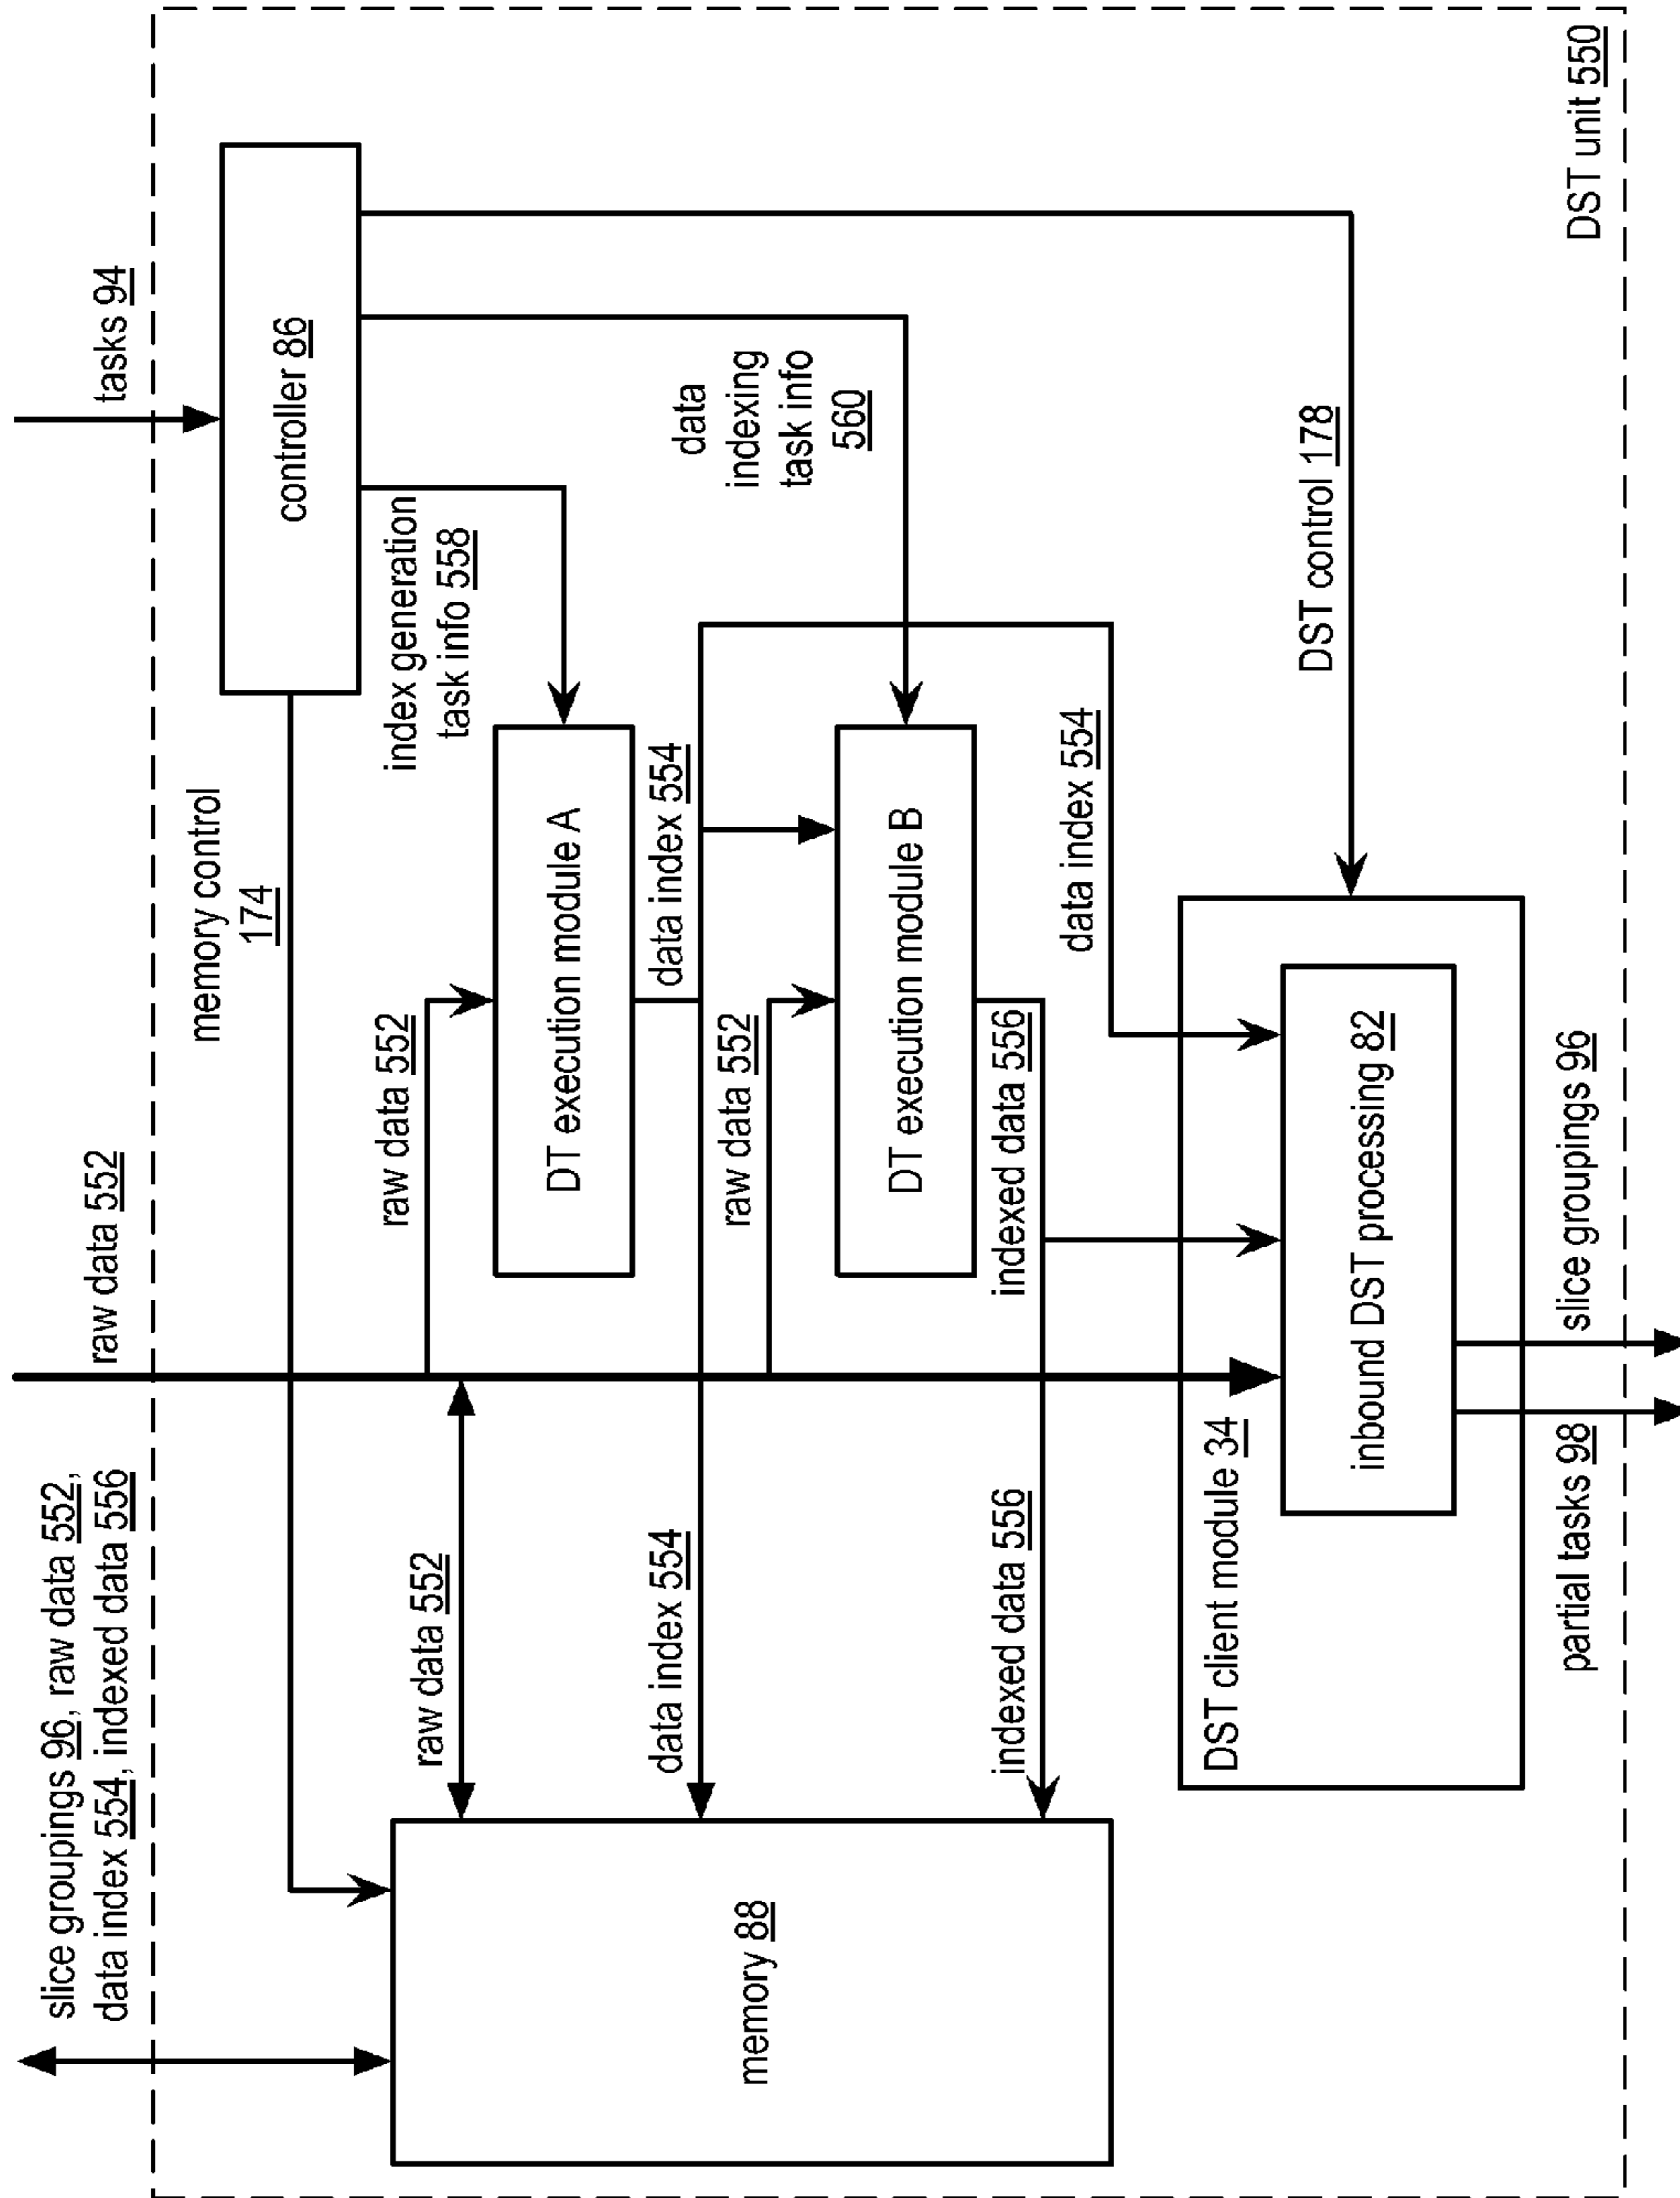 slice groupings 96, raw data 552,
data index 554, indexed data 556
raw data 552
tasks 94
memory control
174
controller 86
index generation
task info 558
data
indexing
task info
560
raw data 552
raw data 552
DT execution module A
data index 554
data index 554
memory 88
raw data 552
DT execution module B
indexed data 556
indexed data 556
data index 554
DST control 178
DST client module 34
inbound DST processing 82
partial tasks 98
slice groupings 96
DST unit 550